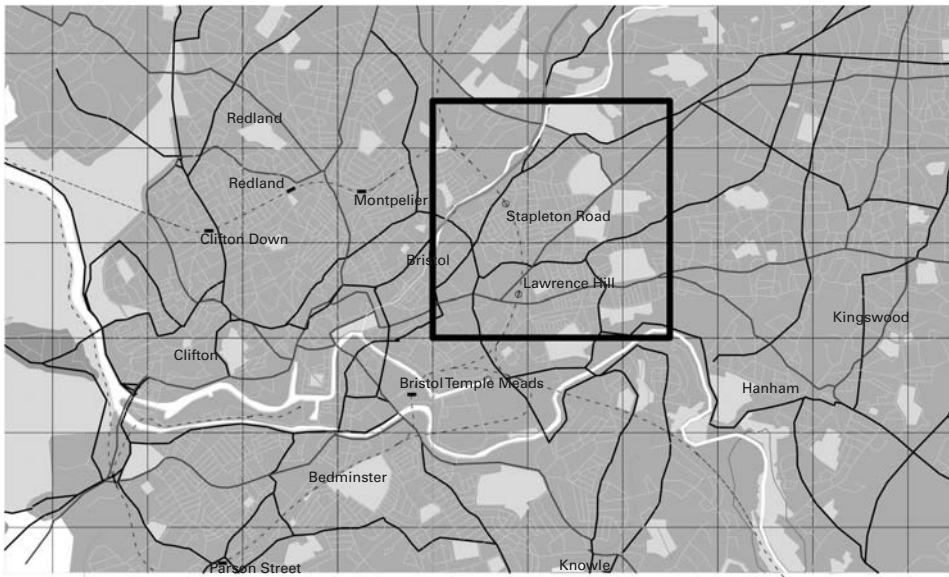 Redland
Redland
Montpelier
Stapleton Road
Clifton Down
Bristol
Lawrence Hill
Kingswood
Clifton
Bristol Temple Meads
Hanham
Bedminster
Parson Street
Knowle